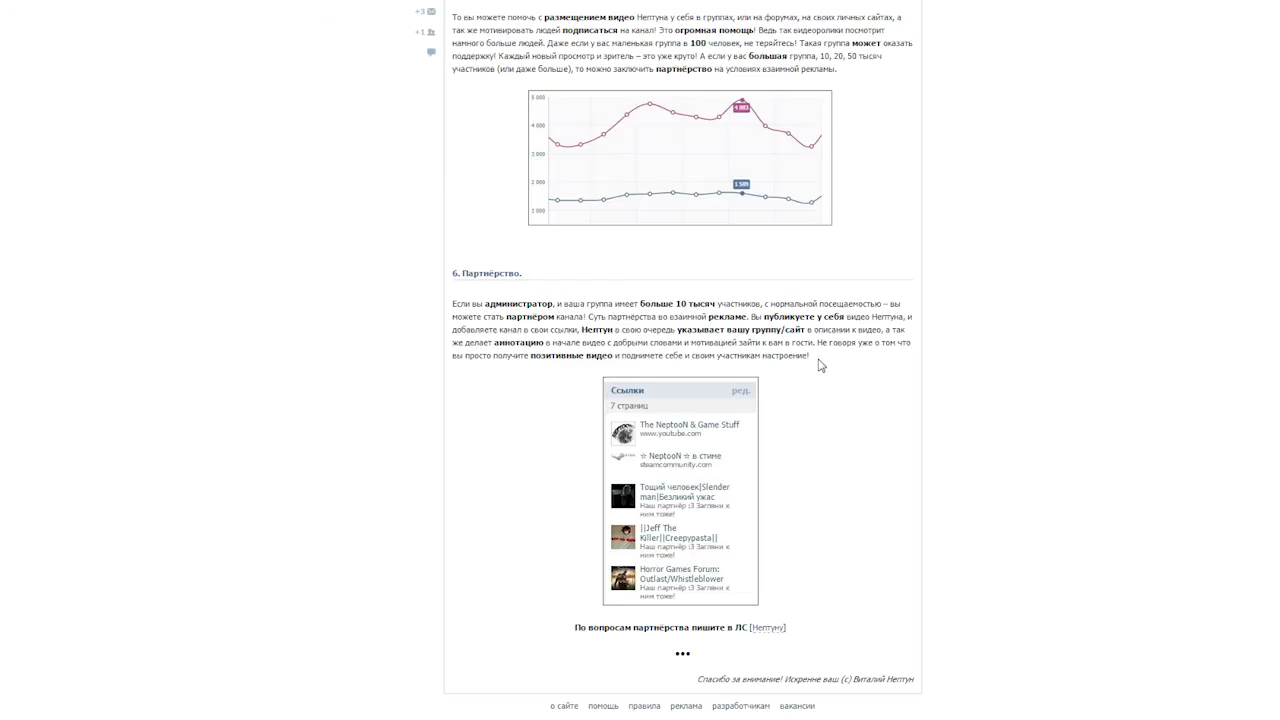 +3
+1
То вы можете помочь с размещением видео Нептуна у себя в группах, или на форумах, на своих личных сайтах, а
так же мотивировать людей подписаться на канал! Это огромная помощь! Ведь так видеоролики посмотрит
намного больше людей. Даже если у вас маленькая группа в 100 человек, не теряйтесь! Такая группа может оказать
поддержку! Каждый новый просмотр и зритель – это уже круто! А если у вас большая группа, 10, 20, 50 тысяч
участников (или даже больше), то можно заключить партнёрство на условиях взаимной рекламы.
5 000
4 883
4 000
3 000
2 000
1 589
1 000
6. Партнёрство.
Если вы администратор, и ваша группа имеет больше 10 тысяч участников, с нормальной посещаемостью – вы
можете стать партнёром канала! Суть партнёрства во взаимной рекламе. Вы публикуете у себя видео Нептуна, и
добавляете канал в свои ссылки, Нептун в свою очередь указывает вашу группу/сайт в описании к видео, а так
же делает аннотацию в начале видео с добрыми словами и мотивацией зайти к вам в гости. Не говоря уже о том что
вы просто получите позитивные видео и поднимете себе и своим участникам настроение!
Ссылки ред.
7 страниц
The NeptooN & Game Stuff
www.youtube.com
☆ NeptooN ☆ в стиме
steamcommunity.com
Тощий человек|Slender
man|Безликий ужас
Наш партнёр :3 Загляни к
ним тоже!
||Jeff The
Killer||Creepypasta||
Наш партнёр :3 Загляни к
ним тоже!
Horror Games Forum:
Outlast/Whistleblower
Наш партнёр :3 Загляни к
ним тоже!
По вопросам партнёрства пишите в ЛС [Нептуну]
•••
Спасибо за внимание! Искренне ваш (c) Виталий Нептун
о сайте помощь правила реклама разработчикам вакансии